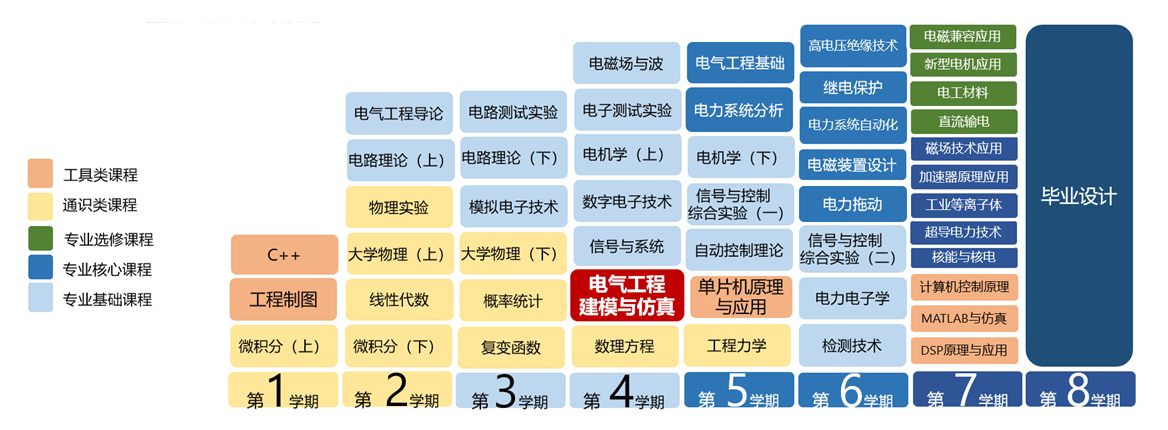 工具类课程
通识类课程
专业选修课程
专业核心课程
专业基础课程
C++
工程制图
微积分（上）
第1学期
电气工程导论
电路理论（上）
物理实验
大学物理（上）
线性代数
微积分（下）
第2学期
电路测试实验
电路理论（下）
模拟电子技术
大学物理（下）
概率统计
复变函数
第3学期
电磁场与波
电子测试实验
电机学（上）
数字电子技术
信号与系统
电气工程
建模与仿真
数理方程
第4学期
电气工程基础
电力系统分析
电机学（下）
信号与控制
综合实验（一）
自动控制理论
单片机原理
与应用
工程力学
第5学期
高电压绝缘技术
继电保护
电力系统自动化
电磁装置设计
电力拖动
信号与控制
综合实验（二）
电力电子学
检测技术
第6学期
电磁兼容应用
新型电机应用
电工材料
直流输电
磁场技术应用
加速器原理应用
工业等离子体
超导电力技术
核能与核电
计算机控制原理
MATLAB与仿真
DSP原理与应用
第7学期
毕业设计
第8学期